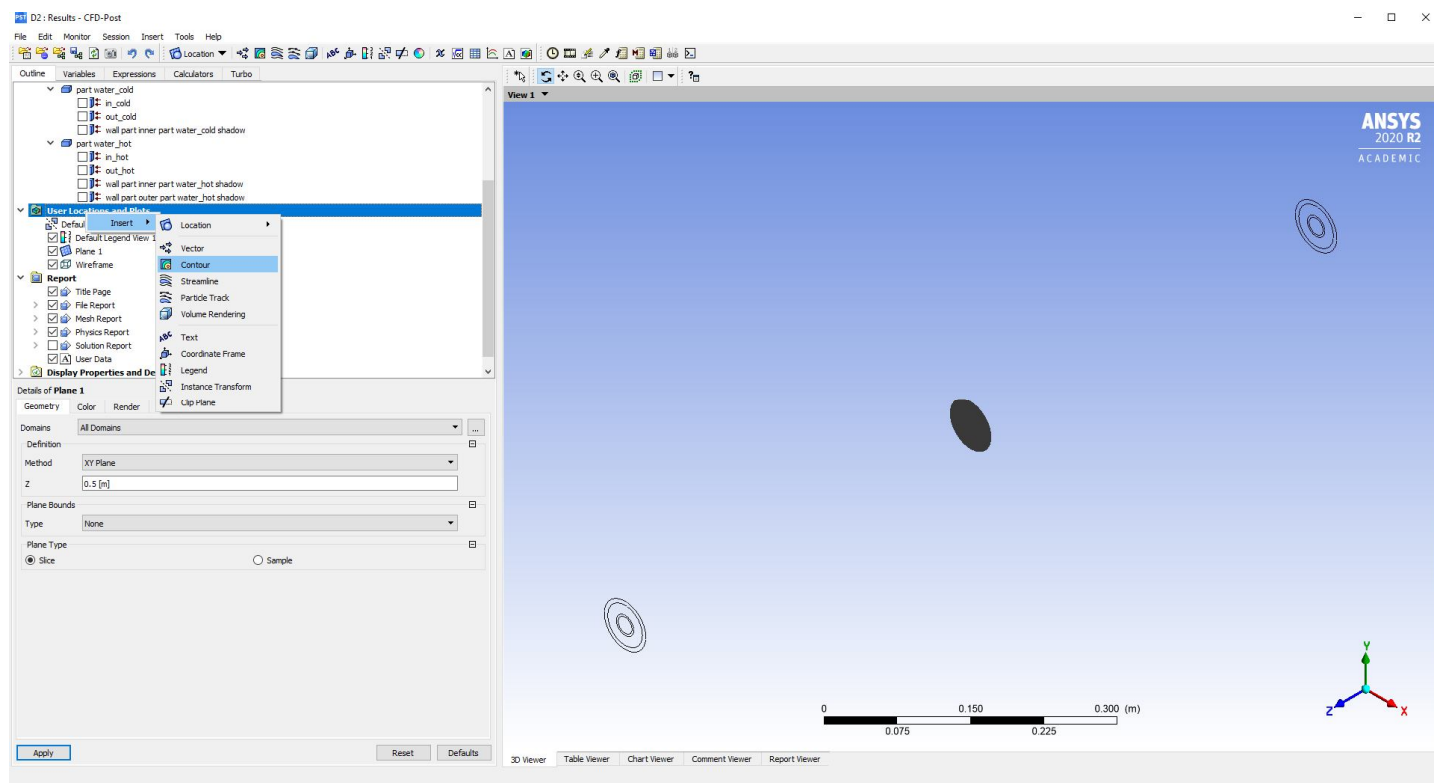 PST D2 : Results - CFD-Post
File Edit Monitor Session Insert Tools Help
Location
Outline Variables Expressions Calculators Turbo
part water_cold
in_cold
out_cold
wall part inner part water_cold shadow
part water_hot
in_hot
out_hot
wall part inner part water_hot shadow
wall part outer part water_hot shadow
User Locations and Plots
Defaul
Default Legend View 1
Plane 1
Wireframe
Report
Title Page
File Report
Mesh Report
Physics Report
Solution Report
A User Data
Display Properties and De
Insert
Location
Vector
Contour
Streamline
Particle Track
Volume Rendering
ABC Text
Coordinate Frame
Legend
Instance Transform
Clip Plane
Details of Plane 1
Geometry Color Render
Domains All Domains ...
Definition
Method XY Plane
Z 0.5 [m]
Plane Bounds
Type None
Plane Type
Slice Sample
Apply Reset Defaults
View 1
ANSYS
2020 R2
ACADEMIC
0 0.150 0.300 (m)
0.075 0.225
Y
Z X
3D Viewer Table Viewer Chart Viewer Comment Viewer Report Viewer